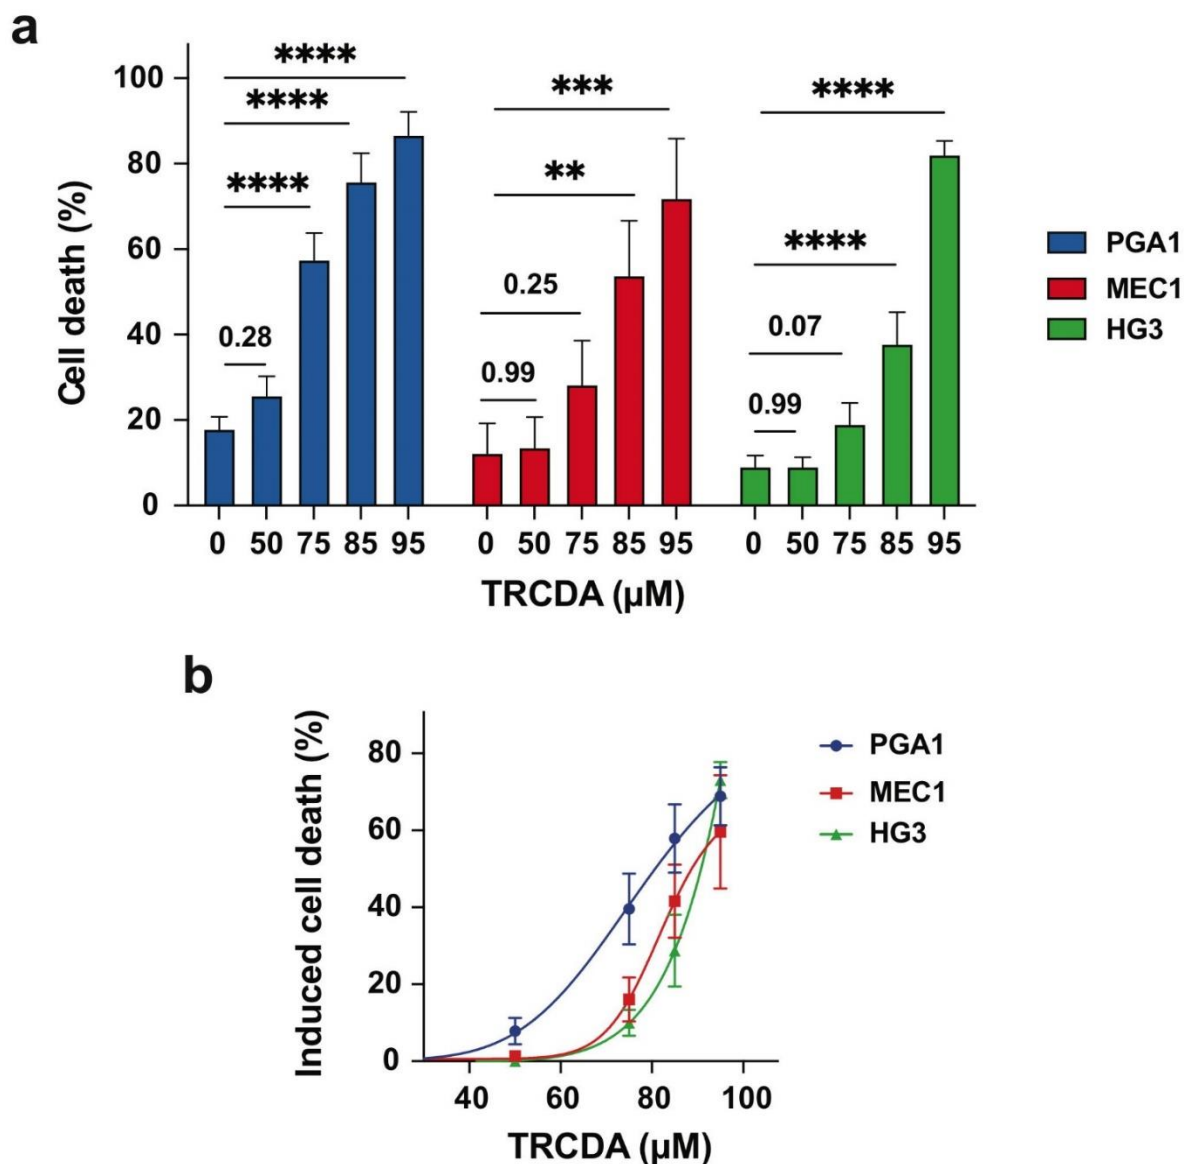 a
Cell death (%)
100
80
60
40
20
0
****
****
****
0.28
***
**
0.25
0.99
****
****
0.07
0.99
0 50 75 85 95 0 50 75 85 95 0 50 75 85 95
TRCDA (µM)
PGA1
MEC1
HG3
b
Induced cell death (%)
80
60
40
20
0
40 60 80 100
TRCDA (µM)
PGA1
MEC1
HG3